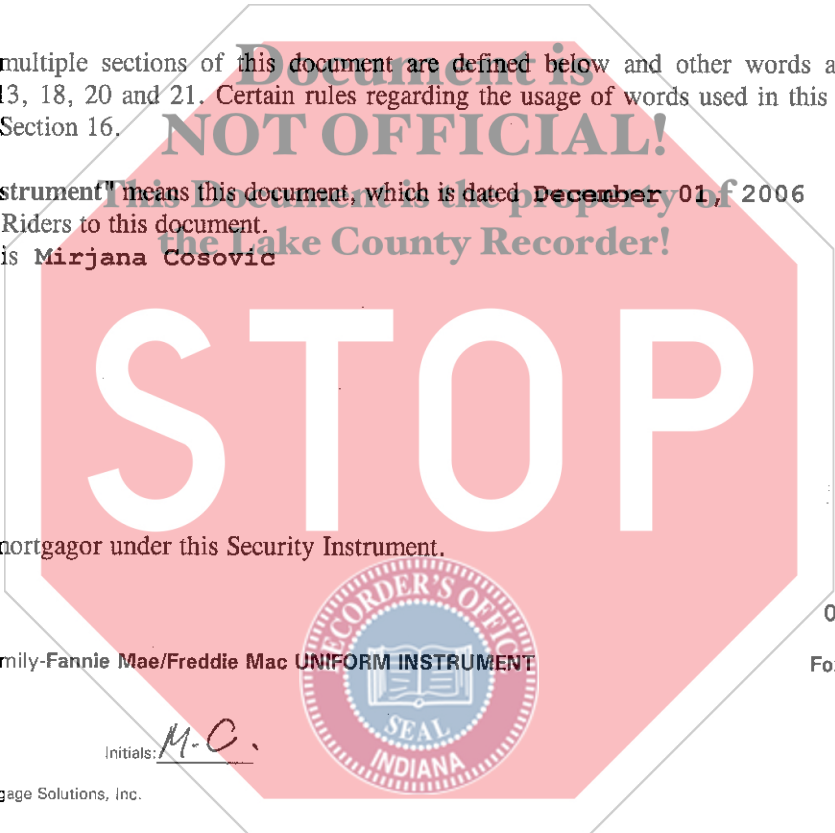 Document is
multiple sections of this document are defined below and other words a
13, 18, 20 and 21. Certain rules regarding the usage of words used in this
Section 16.
NOT OFFICIAL!
strument" means this document, which is dated December 01, 2006
This Document is the property of
Riders to this document.
the Lake County Recorder!
is Mirjana Cosovic
STOP
mortgagor under this Security Instrument.
RECORDER'S OFFICE
SEAL
INDIANA
0
mily-Fannie Mae/Freddie Mac UNIFORM INSTRUMENT
Fo
Initials: M.C.
gage Solutions, Inc.